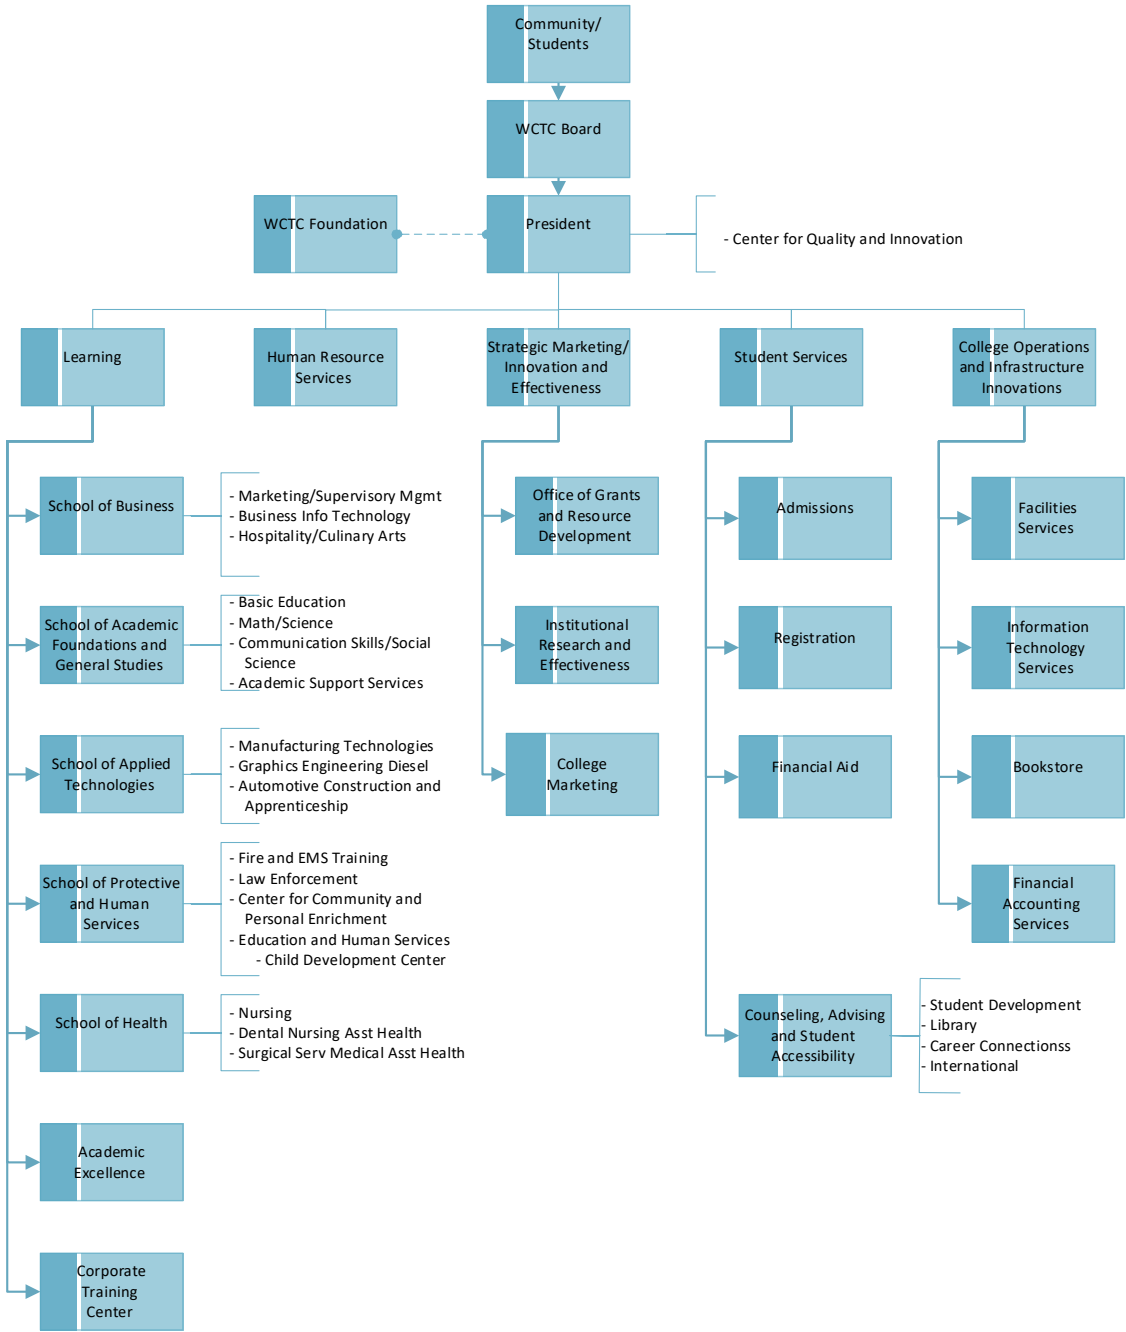 Community/
Students
WCTC Board
WCTC Foundation
President
- Center for Quality and Innovation
Learning
Human Resource
Services
Strategic Marketing/
Innovation and
Effectiveness
Student Services
College Operations
and Infrastructure
Innovations
School of Business
- Marketing/Supervisory Mgmt
- Business Info Technology
- Hospitality/Culinary Arts
School of Academic
Foundations and
General Studies
- Basic Education
- Math/Science
- Communication Skills/Social
Science
- Academic Support Services
School of Applied
Technologies
- Manufacturing Technologies
- Graphics Engineering Diesel
- Automotive Construction and
Apprenticeship
School of Protective
and Human
Services
- Fire and EMS Training
- Law Enforcement
- Center for Community and
Personal Enrichment
- Education and Human Services
- Child Development Center
School of Health
- Nursing
- Dental Nursing Asst Health
- Surgical Serv Medical Asst Health
Academic
Excellence
Corporate
Training
Center
Office of Grants
and Resource
Development
Institutional
Research and
Effectiveness
College
Marketing
Admissions
Registration
Financial Aid
Counseling, Advising
and Student
Accessibility
- Student Development
- Library
- Career Connectionss
- International
Facilities
Services
Information
Technology
Services
Bookstore
Financial
Accounting
Services